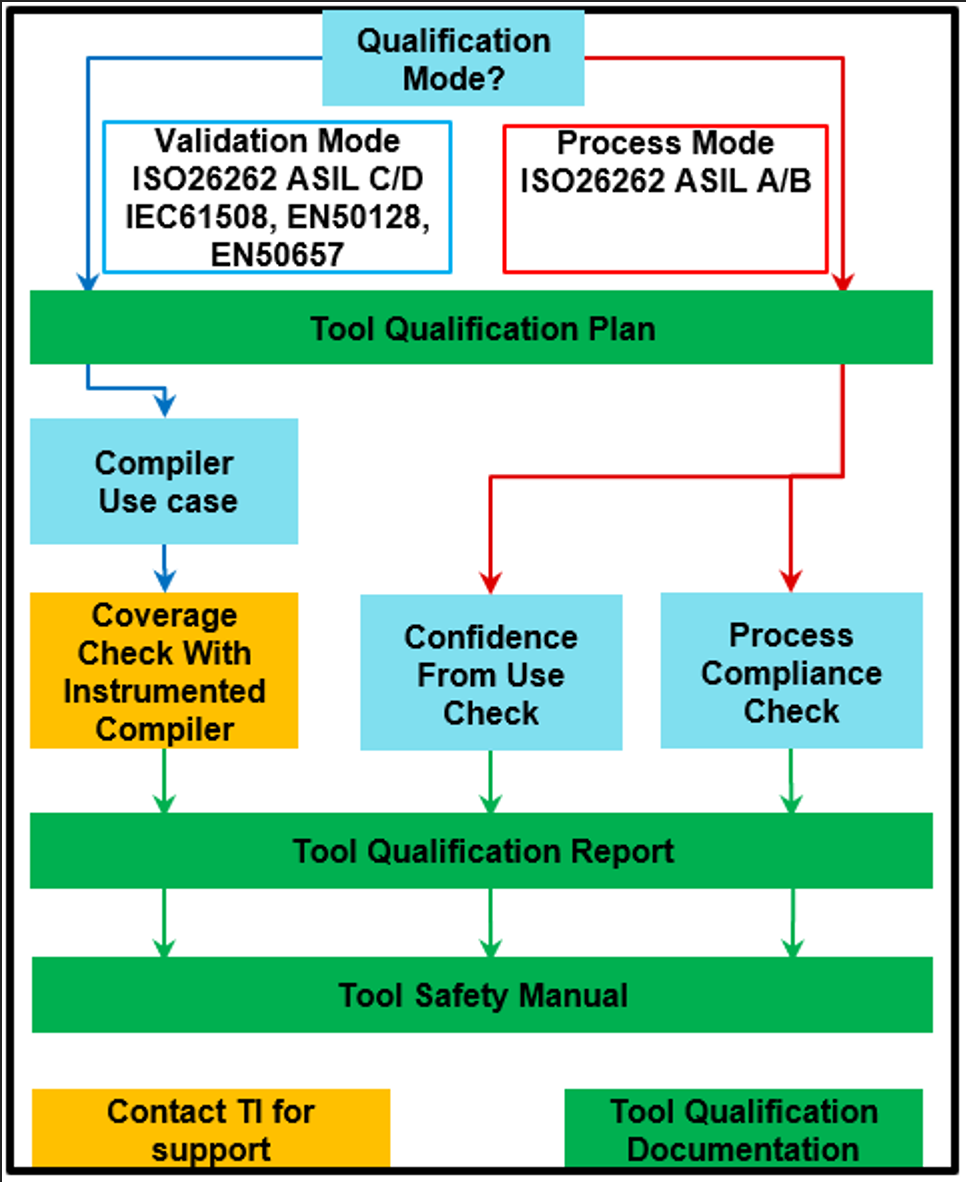 Qualification
Mode?
Validation Mode
ISO26262 ASIL C/D
IEC61508, EN50128,
EN50657
Process Mode
ISO26262 ASIL A/B
Tool Qualification Plan
Compiler
Use case
Coverage
Check With
Instrumented
Compiler
Confidence
From Use
Check
Process
Compliance
Check
Tool Qualification Report
Tool Safety Manual
Contact TI for
support
Tool Qualification
Documentation